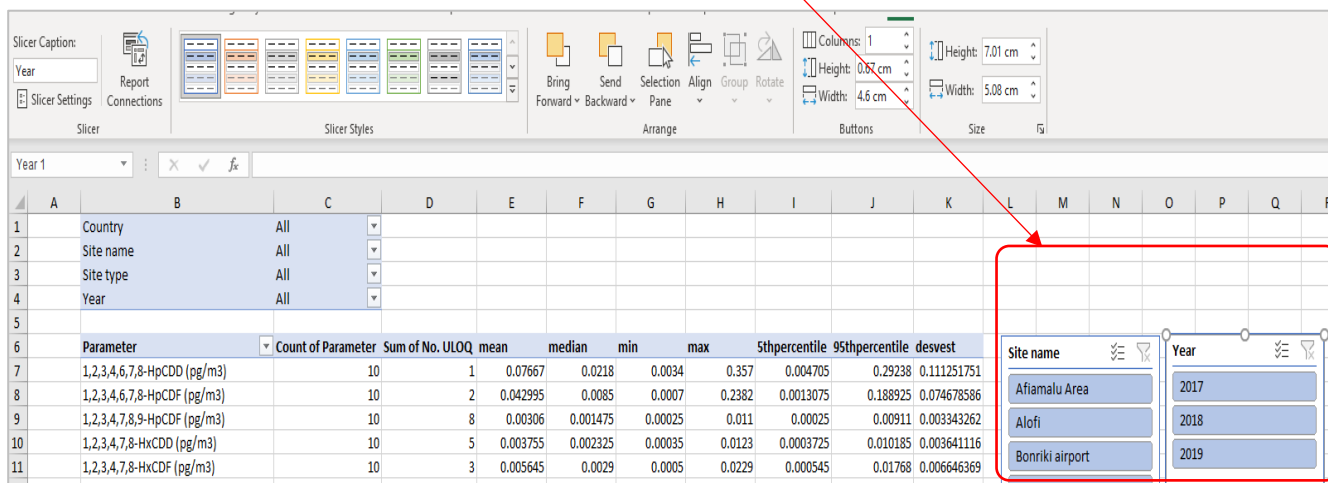 Slicer Caption:
Year
Slicer Settings
Report Connections
Slicer
Slicer Styles
Bring Forward
Send Backward
Selection Pane
Align
Group
Rotate
Arrange
Columns: 1
Height: 0.67 cm
Width: 4.6 cm
Buttons
Height: 7.01 cm
Width: 5.08 cm
Size
Year 1 fx
A B C D E F G H I J K L M N O P Q
1 Country All
2 Site name All
3 Site type All
4 Year All
5
6 Parameter Count of Parameter Sum of No. ULOQ mean median min max 5thpercentile 95thpercentile desvest
7 1,2,3,4,6,7,8-HpCDD (pg/m3) 10 1 0.07667 0.0218 0.0034 0.357 0.004705 0.29238 0.111251751
8 1,2,3,4,6,7,8-HpCDF (pg/m3) 10 2 0.042995 0.0085 0.0007 0.2382 0.0013075 0.188925 0.074678586
9 1,2,3,4,7,8,9-HpCDF (pg/m3) 10 8 0.00306 0.001475 0.00025 0.011 0.00025 0.00911 0.003343262
10 1,2,3,4,7,8-HxCDD (pg/m3) 10 5 0.003755 0.002325 0.00035 0.0123 0.0003725 0.010185 0.003641116
11 1,2,3,4,7,8-HxCDF (pg/m3) 10 3 0.005645 0.0029 0.0005 0.0229 0.000545 0.01768 0.006646369
Site name
Afiamalu Area
Alofi
Bonriki airport
Year
2017
2018
2019